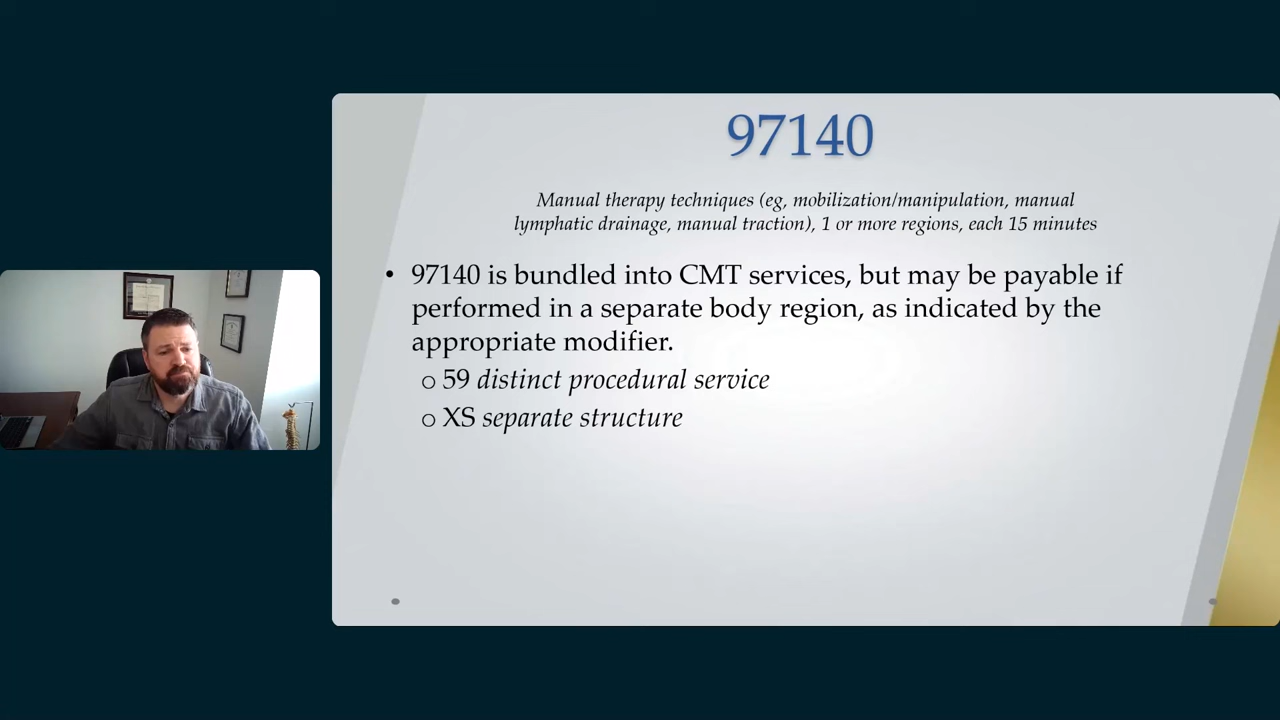 97140
Manual therapy techniques (eg, mobilization/manipulation, manual
lymphatic drainage, manual traction), 1 or more regions, each 15 minutes
• 97140 is bundled into CMT services, but may be payable if
performed in a separate body region, as indicated by the
appropriate modifier.
o 59 distinct procedural service
o XS separate structure